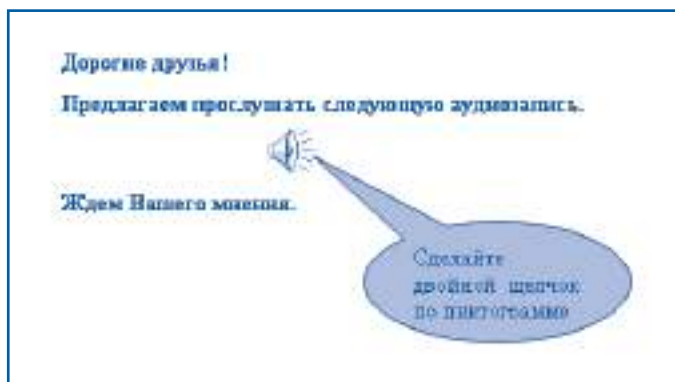 Дорогие друзья!
Предлагаем прослушать следующую аудиозапись.
Ждем Вашего мнения.
Сделайте
двойной щелчок
по пиктограмме